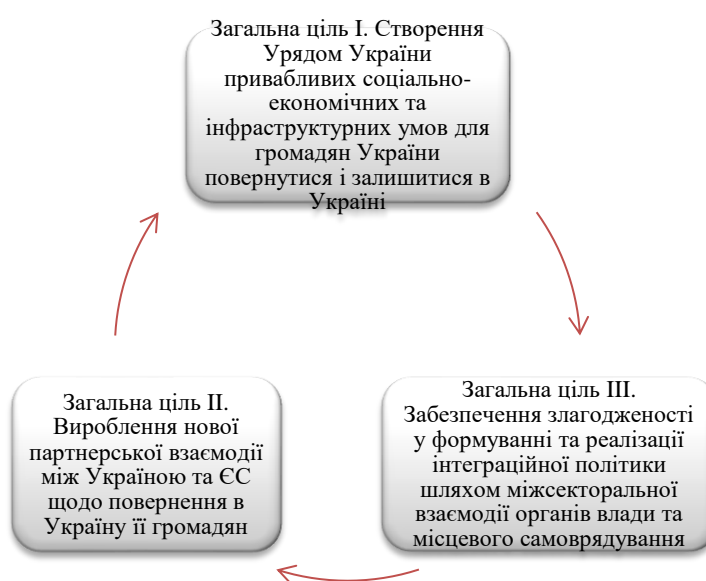 Загальна ціль І. Створення
Урядом України
привабливих соціально-
економічних та
інфраструктурних умов для
громадян України
повернутися і залишитися в
Україні
Загальна ціль ІІ.
Вироблення нової
партнерської взаємодії
між Україною та ЄС
щодо повернення в
Україну її громадян
Загальна ціль ІІІ.
Забезпечення злагодженості
у формуванні та реалізації
інтеграційної політики
шляхом міжсекторальної
взаємодії органів влади та
місцевого самоврядування